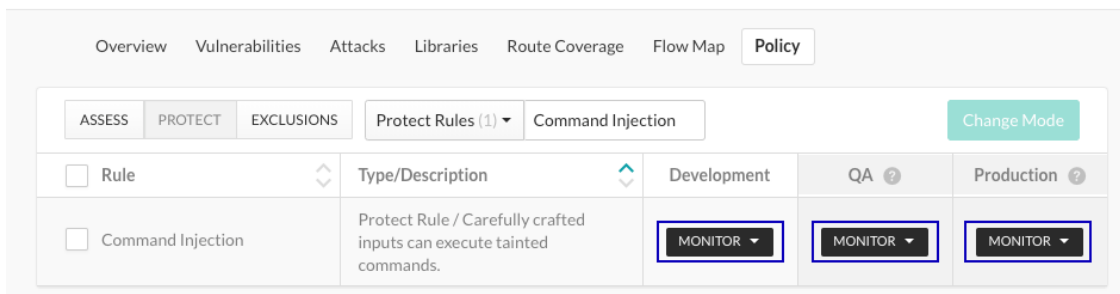 Overview Vulnerabilities Attacks Libraries Route Coverage Flow Map Policy
ASSESS PROTECT EXCLUSIONS Protect Rules (1) Command Injection Change Mode
Rule Type/Description Development QA ? Production ?
Command Injection
Protect Rule / Carefully crafted
inputs can execute tainted
commands.
MONITOR MONITOR MONITOR